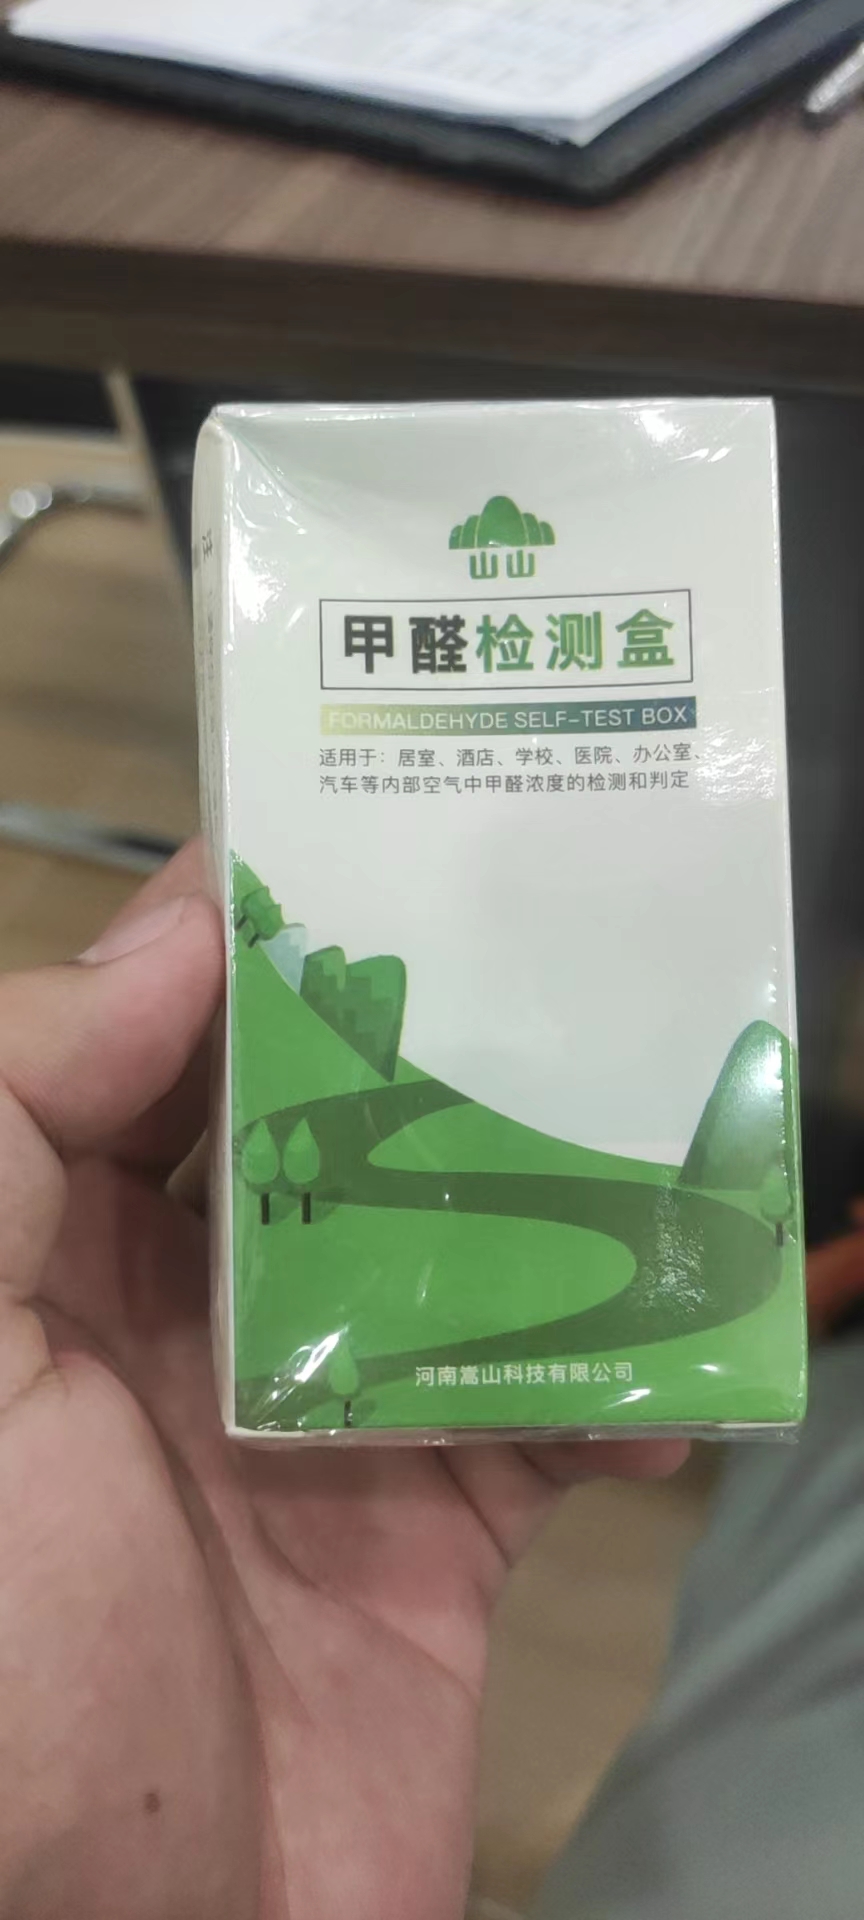 山山
甲醛检测盒
FORMALDEHYDE SELF-TEST BOX
适用于：居室、酒店、学校、医院、办公室、
汽车等内部空气中甲醛浓度的检测和判定
河南嵩山科技有限公司